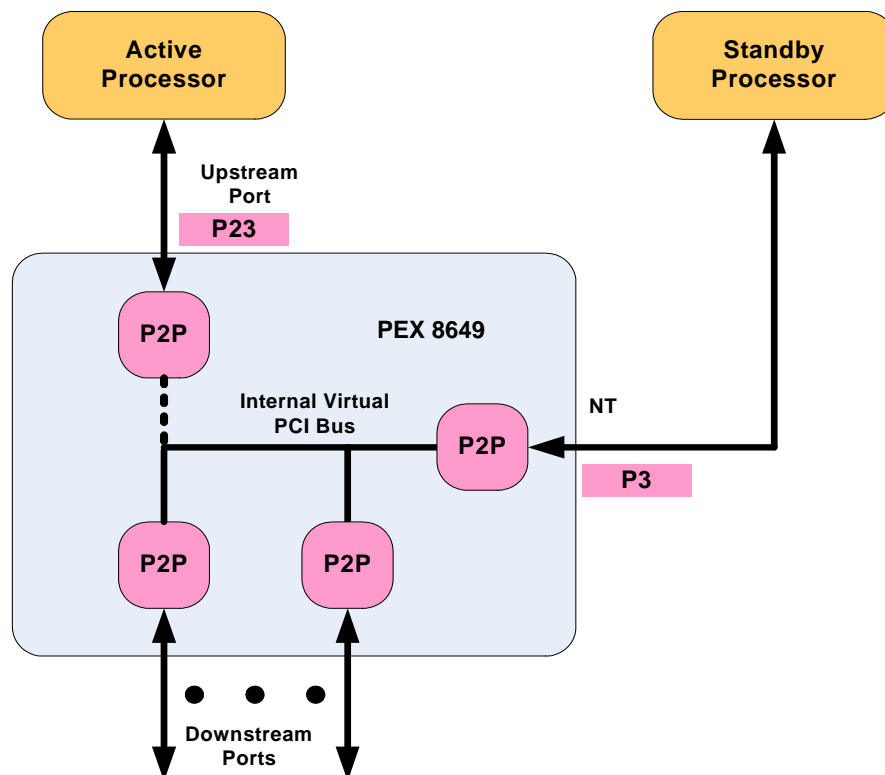 Active
Processor
Standby
Processor
Upstream
Port
P23
P2P
PEX 8649
Internal Virtual
PCI Bus
NT
P2P
P3
P2P
P2P
Downstream
Ports